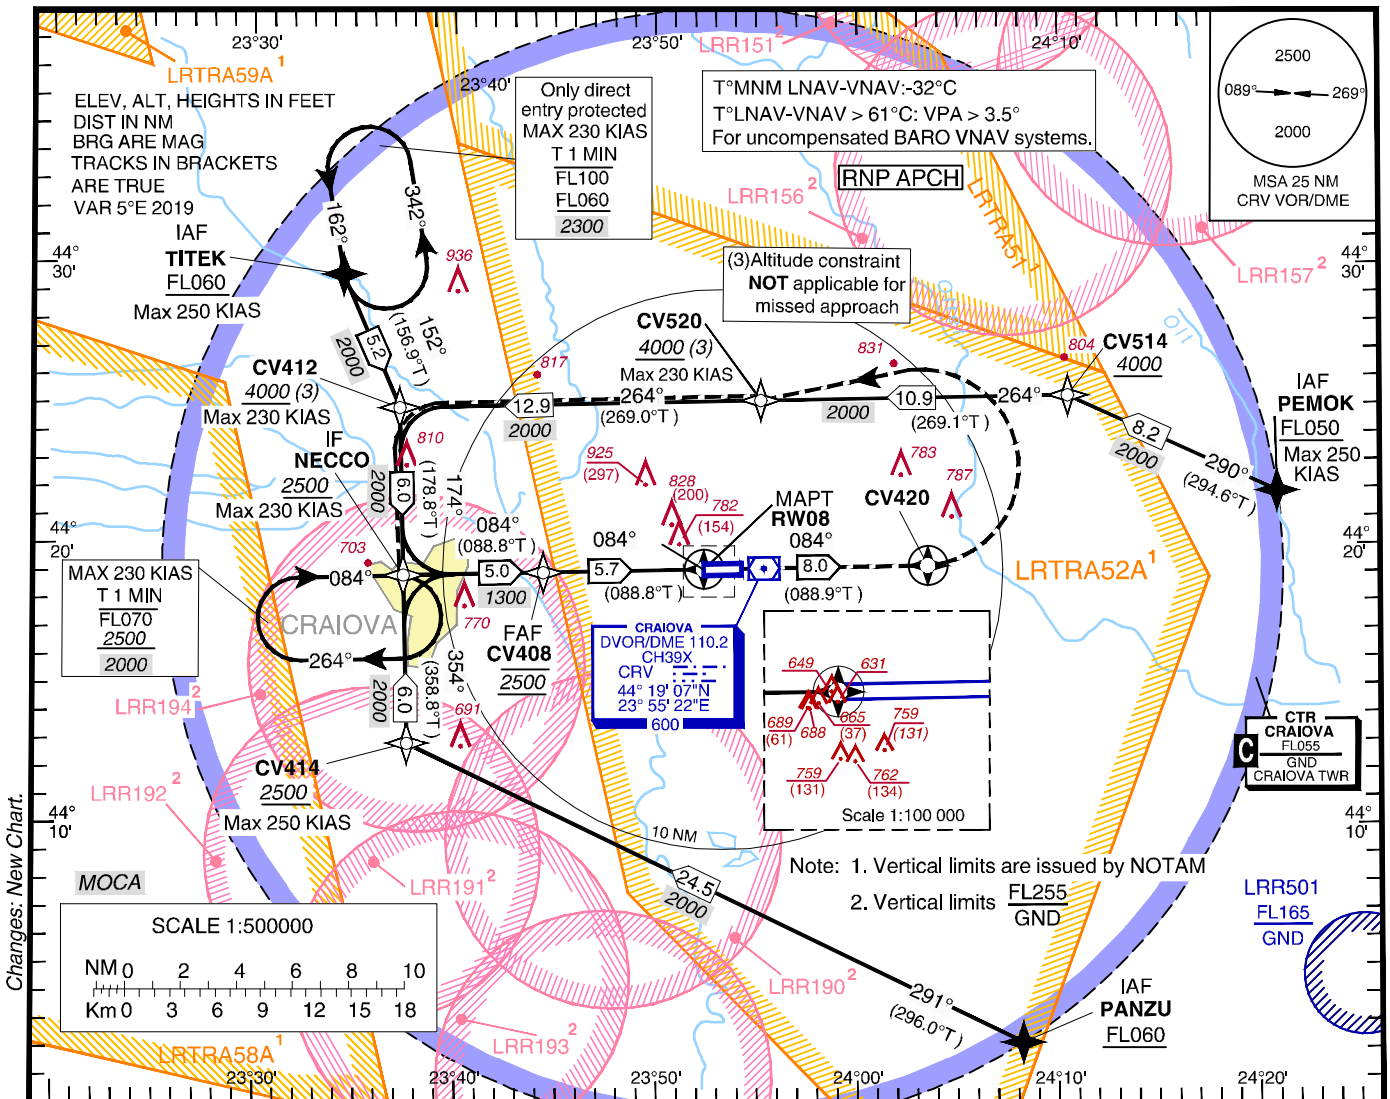 23°30'
23°40'
23°50'
24°10'
LRTRA59A 1
LRR151 2
ELEV, ALT, HEIGHTS IN FEET
DIST IN NM
BRG ARE MAG
TRACKS IN BRACKETS
ARE TRUE
VAR 5°E 2019
Only direct
entry protected
MAX 230 KIAS
T 1 MIN
FL100
FL060
2300
T°MNM LNAV-VNAV:-32°C
T°LNAV-VNAV > 61°C: VPA > 3.5°
For uncompensated BARO VNAV systems.
RNP APCH
2500
089°
269°
2000
MSA 25 NM
CRV VOR/DME
LRR156 2
LRTRA51 1
LRR157 2
162°
342°
IAF
TITEK
FL060
Max 250 KIAS
936
44°
30'
44°
30'
(3)Altitude constraint
NOT applicable for
missed approach
Olt
5.2
2000
152°
(156.9°T)
CV412
4000 (3)
Max 230 KIAS
817
CV520
4000 (3)
Max 230 KIAS
831
804
CV514
4000
12.9
2000
264°
(269.0°T)
2000
10.9
(269.1°T)
264°
8.2
2000
290°
(294.6°T)
IAF
PEMOK
FL050
Max 250
KIAS
IF
NECCO
2500
Max 230 KIAS
810
6.0
2000
(178.8°T)
174°
925
(297)
828
(200)
782
(154)
783
787
MAPT
RW08
CV420
44°
20'
44°
20'
703
084°
084°
(088.8°T)
5.0
1300
084°
5.7
(088.8°T)
084°
8.0
(088.9°T)
LRTRA52A 1
MAX 230 KIAS
T 1 MIN
FL070
2500
2000
CRAIOVA
264°
770
FAF
CV408
2500
CRAIOVA
DVOR/DME 110.2
CH39X
CRV
44° 19' 07"N
23° 55' 22"E
600
649
631
689
(61)
688
665
(37)
759
(131)
759
(131)
762
(134)
Scale 1:100 000
354°
(358.8°T)
6.0
2000
691
LRR194 2
CV414
2500
Max 250 KIAS
CTR
CRAIOVA
FL055
GND
CRAIOVA TWR
C
LRR192 2
44°
10'
44°
10'
10 NM
MOCA
LRR191 2
24.5
2000
Note: 1. Vertical limits are issued by NOTAM
2. Vertical limits FL255
GND
LRR501
FL165
GND
SCALE 1:500000
NM 0 2 4 6 8 10
Km 0 3 6 9 12 15 18
LRR190 2
291°
(296.0°T)
IAF
PANZU
FL060
LRR193 2
LRTRA58A 1
23°30'
23°40'
23°50'
24°00'
24°10'
24°20'
Changes: New Chart.